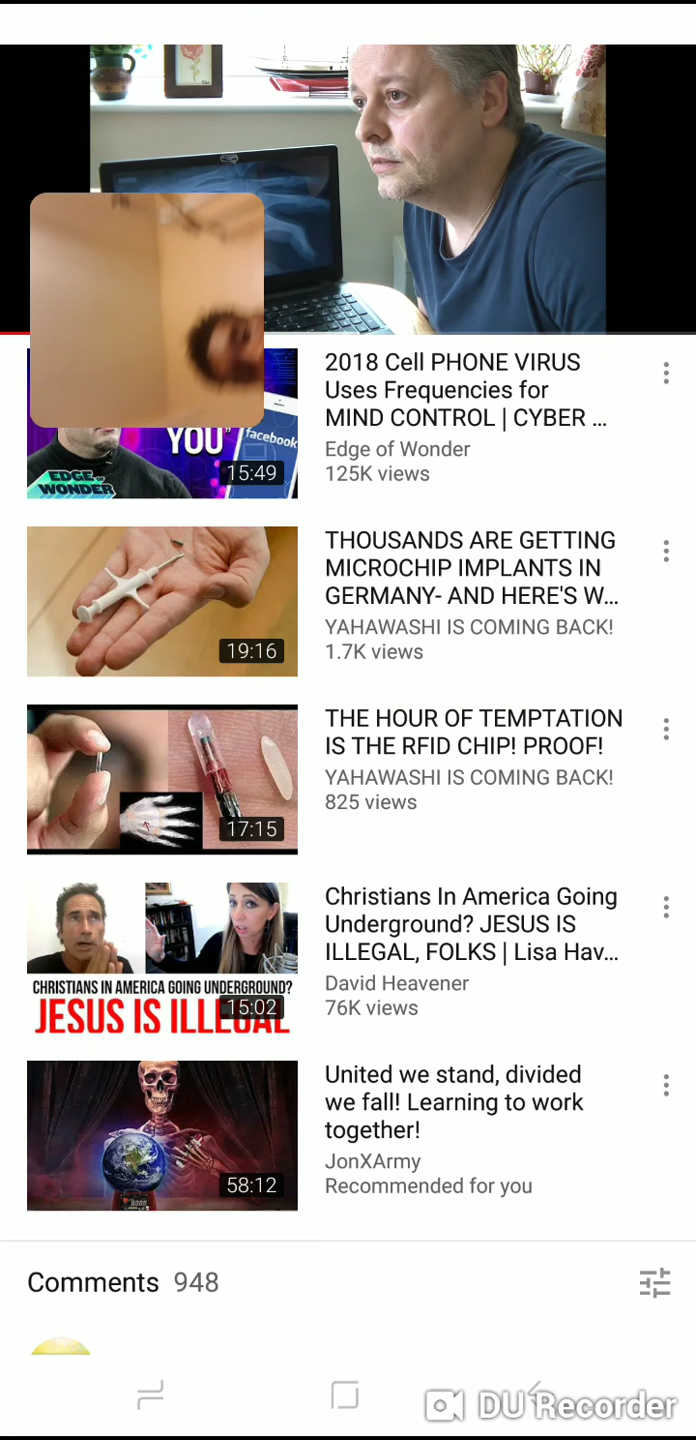 2018 Cell PHONE VIRUS
Uses Frequencies for
MIND CONTROL | CYBER ...
Edge of Wonder
125K views
YOU"
facebook
EDGE OF
WONDER
15:49
THOUSANDS ARE GETTING
MICROCHIP IMPLANTS IN
GERMANY- AND HERE'S W...
YAHAWASHI IS COMING BACK!
1.7K views
19:16
THE HOUR OF TEMPTATION
IS THE RFID CHIP! PROOF!
YAHAWASHI IS COMING BACK!
825 views
17:15
Christians In America Going
Underground? JESUS IS
ILLEGAL, FOLKS | Lisa Hav...
David Heavener
76K views
CHRISTIANS IN AMERICA GOING UNDERGROUND?
15:02
JESUS IS ILLEGAL
United we stand, divided
we fall! Learning to work
together!
JonXArmy
Recommended for you
58:12
Comments 948
DU Recorder